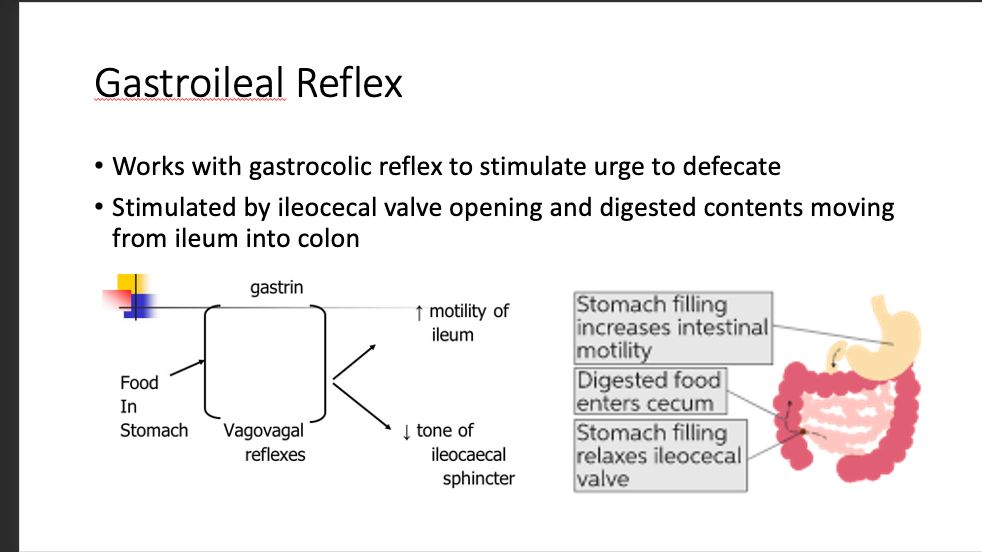 Gastroileal Reflex
• Works with gastrocolic reflex to stimulate urge to defecate
• Stimulated by ileocecal valve opening and digested contents moving
from ileum into colon
gastrin
↑ motility of
ileum
Food
In
Stomach
Vagovagal
reflexes
↓ tone of
ileocaecal
sphincter
Stomach filling
increases intestinal
motility
Digested food
enters cecum
Stomach filling
relaxes ileocecal
valve